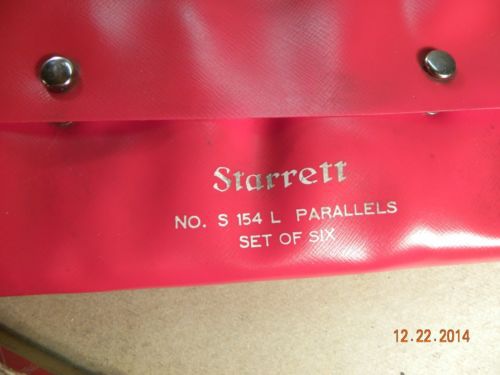 Starrett
NO. S 154 L PARALLELS
SET OF SIX
12.22.2014